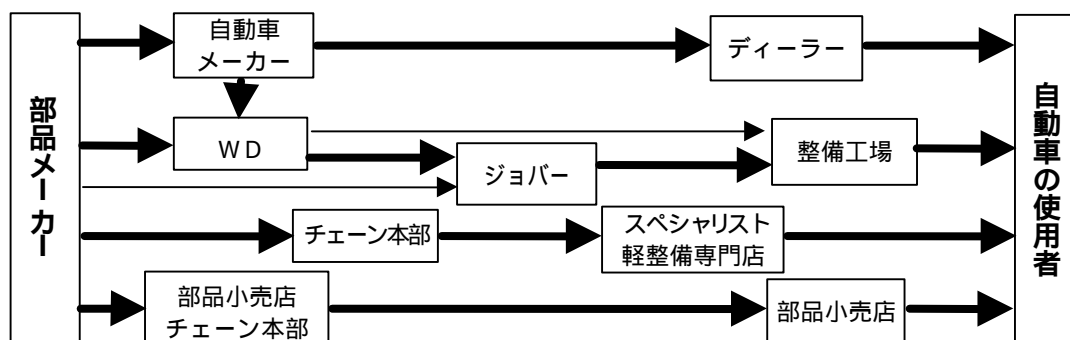 部品メーカー
自動車
メーカー
ディーラー
自動車の使用者
ＷＤ
ジョバー
整備工場
チェーン本部
スペシャリスト
軽整備専門店
部品小売店
チェーン本部
部品小売店